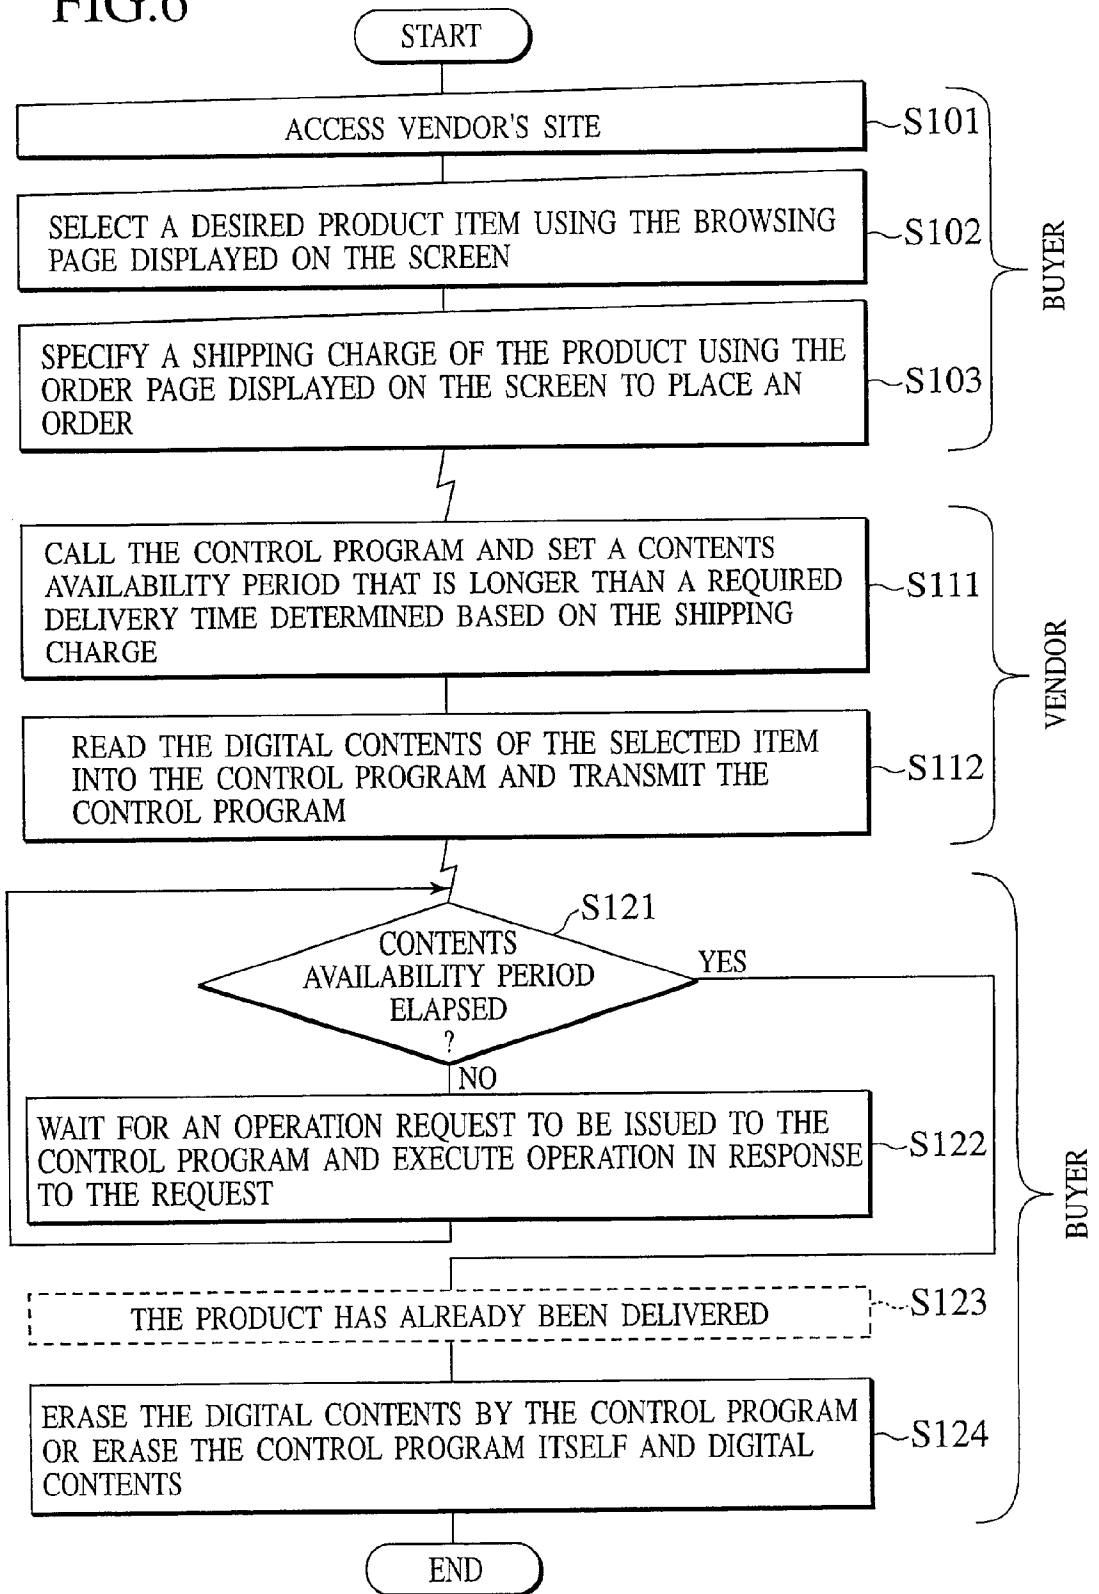 FIG.6
START
ACCESS VENDOR'S SITE
S101
SELECT A DESIRED PRODUCT ITEM USING THE BROWSING
PAGE DISPLAYED ON THE SCREEN
S102
SPECIFY A SHIPPING CHARGE OF THE PRODUCT USING THE
ORDER PAGE DISPLAYED ON THE SCREEN TO PLACE AN
ORDER
S103
BUYER
CALL THE CONTROL PROGRAM AND SET A CONTENTS
AVAILABILITY PERIOD THAT IS LONGER THAN A REQUIRED
DELIVERY TIME DETERMINED BASED ON THE SHIPPING
CHARGE
S111
READ THE DIGITAL CONTENTS OF THE SELECTED ITEM
INTO THE CONTROL PROGRAM AND TRANSMIT THE
CONTROL PROGRAM
S112
VENDOR
S121
CONTENTS
AVAILABILITY PERIOD
ELAPSED
?
YES
NO
WAIT FOR AN OPERATION REQUEST TO BE ISSUED TO THE
CONTROL PROGRAM AND EXECUTE OPERATION IN RESPONSE
TO THE REQUEST
S122
THE PRODUCT HAS ALREADY BEEN DELIVERED
S123
ERASE THE DIGITAL CONTENTS BY THE CONTROL PROGRAM
OR ERASE THE CONTROL PROGRAM ITSELF AND DIGITAL
CONTENTS
S124
BUYER
END